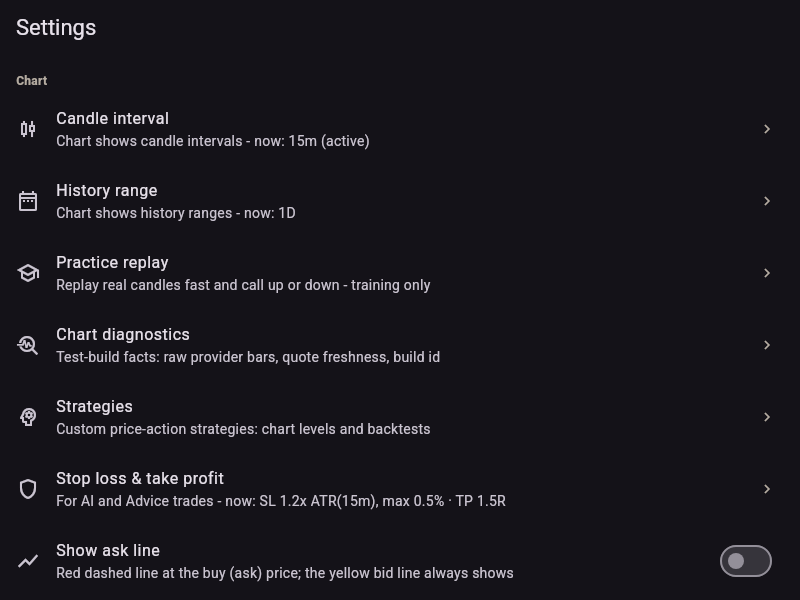 Settings
Chart
Candle interval
Chart shows candle intervals - now: 15m (active)
History range
Chart shows history ranges - now: 1D
Practice replay
Replay real candles fast and call up or down - training only
Chart diagnostics
Test-build facts: raw provider bars, quote freshness, build id
Strategies
Custom price-action strategies: chart levels and backtests
Stop loss & take profit
For AI and Advice trades - now: SL 1.2x ATR(15m), max 0.5% · TP 1.5R
Show ask line
Red dashed line at the buy (ask) price; the yellow bid line always shows